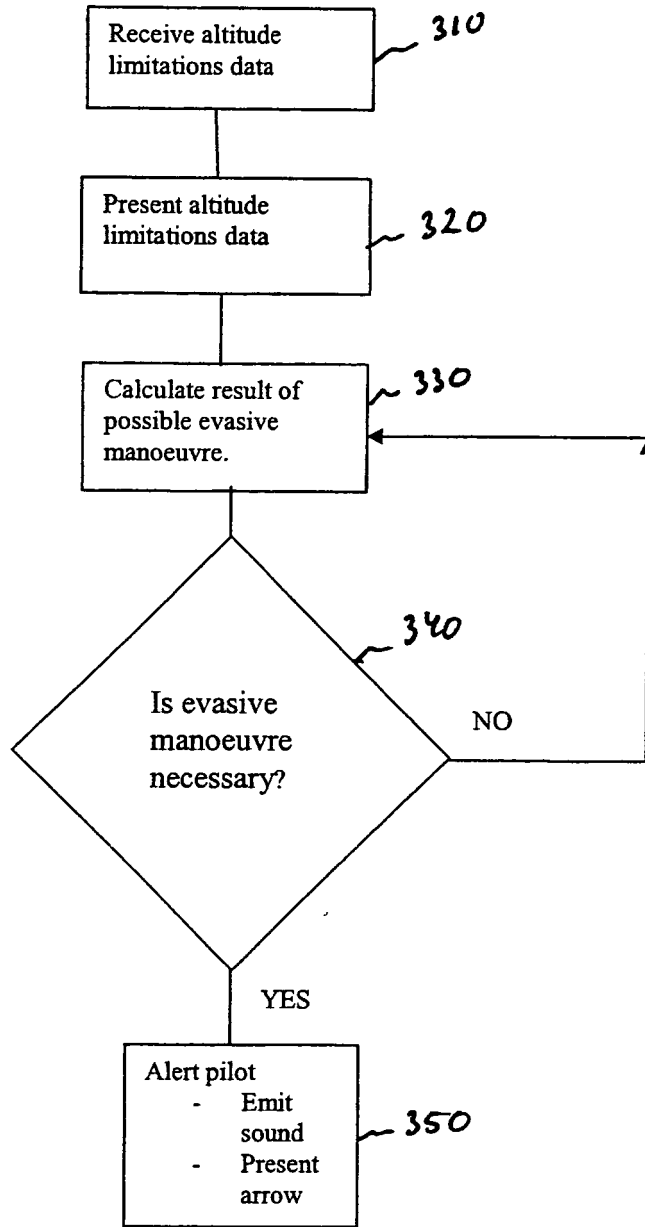 Receive altitude
limitations data
310
Present altitude
limitations data
320
Calculate result of
possible evasive
manoeuvre.
330
340
Is evasive
manoeuvre
necessary?
NO
YES
Alert pilot
- Emit
sound
- Present
arrow
350